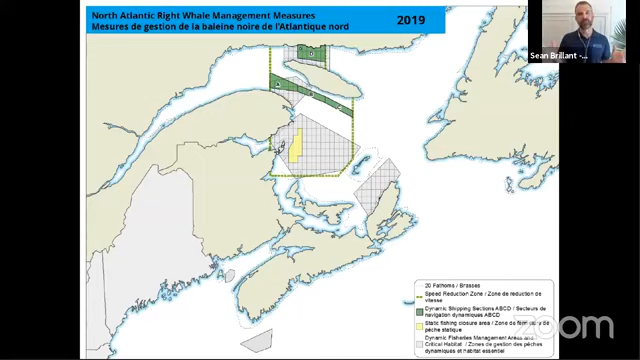 North Atlantic Right Whale Management Measures
Mesures de gestion de la baleine noire de l'Atlantique nord
2019
Sean Brillant -...
20 Fathoms / Brasses
Speed Reduction Zone / Zone de réduction de
vitesse
Dynamic Shipping Sections ABCD / Secteurs de
navigation dynamiques ABCD
Static fishing closure area / Zone de fermeture de
pêche statique
Dynamic Fisheries Management Areas and
Critical Habitat / Zones de gestion des pêches
dynamiques et habitat essentiel
zoom